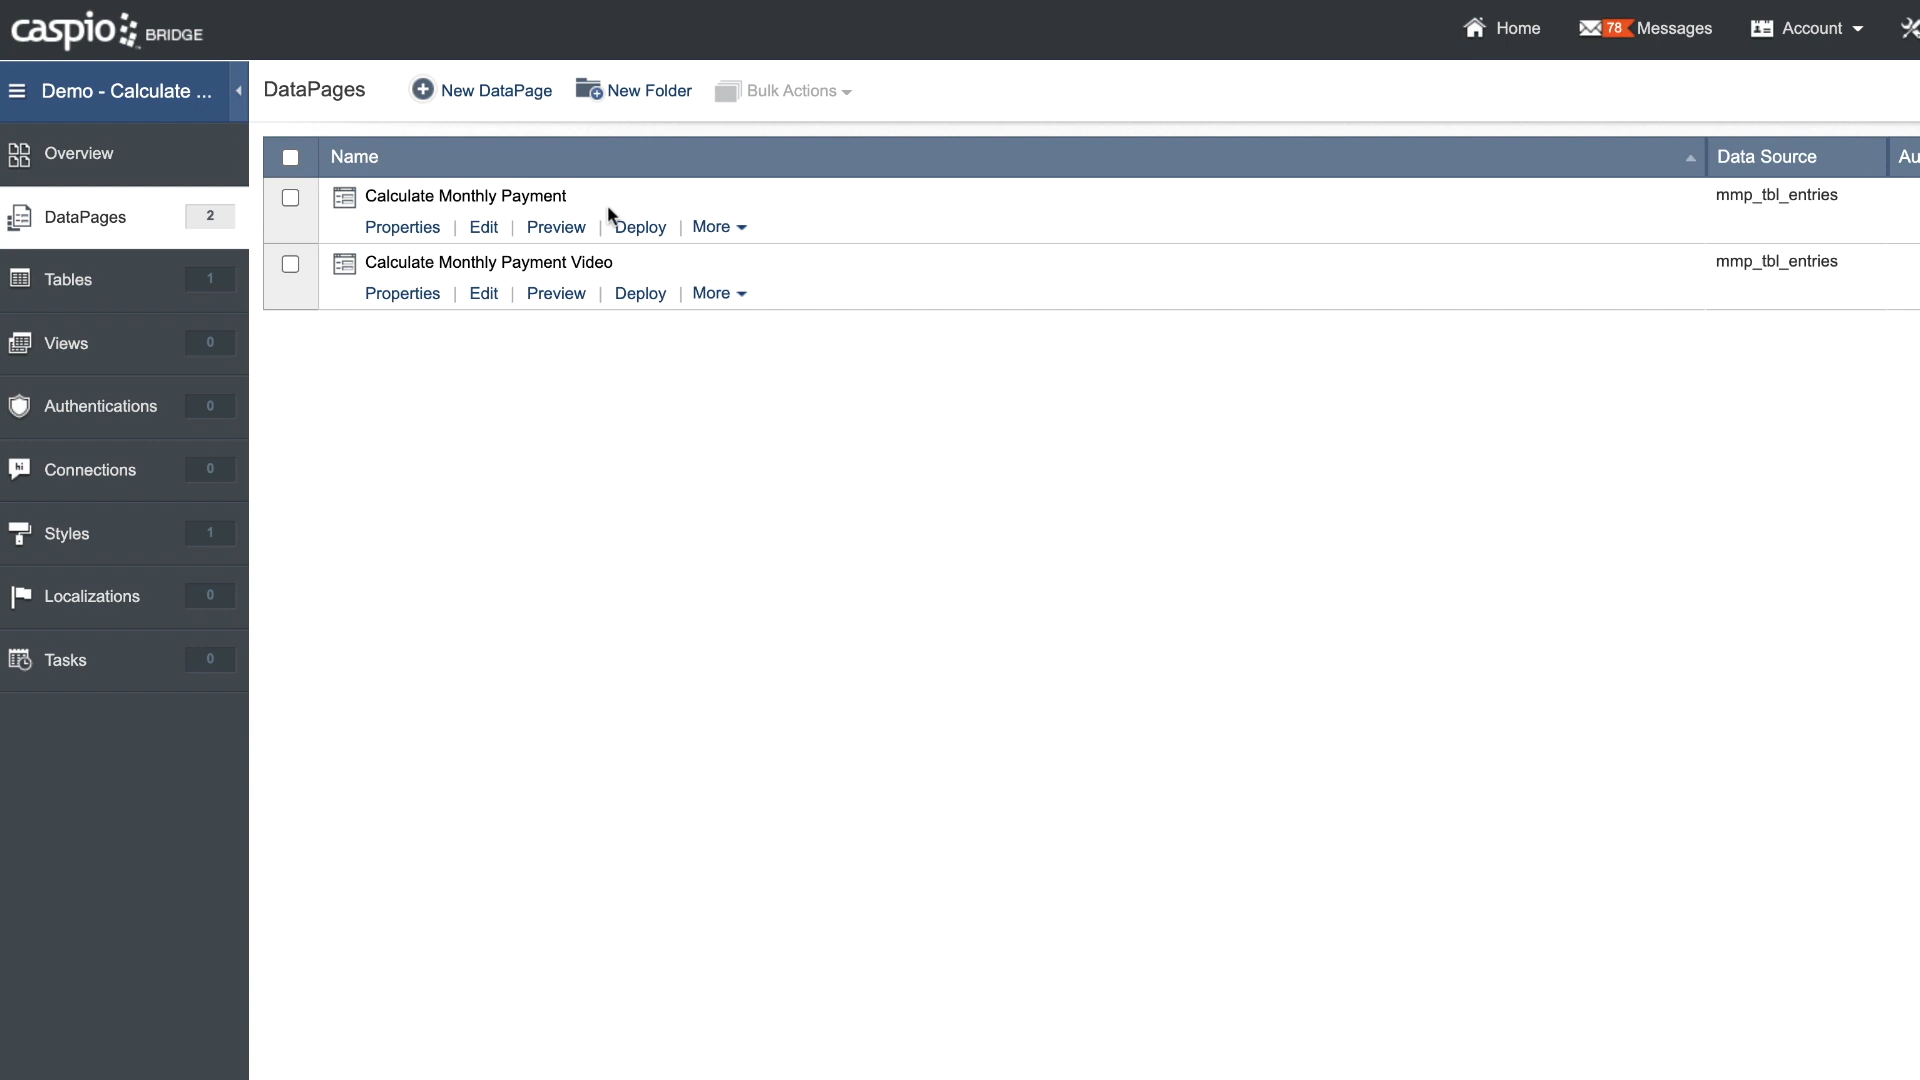 caspio BRIDGE
Home
78 Messages
Account
Demo - Calculate ...
DataPages
New DataPage
New Folder
Bulk Actions
Overview
DataPages 2
Tables 1
Views 0
Authentications 0
hi Connections 0
Styles 1
Localizations 0
Tasks 0
Name
Data Source
Au
Calculate Monthly Payment
mmp_tbl_entries
Properties | Edit | Preview | Deploy | More
Calculate Monthly Payment Video
mmp_tbl_entries
Properties | Edit | Preview | Deploy | More